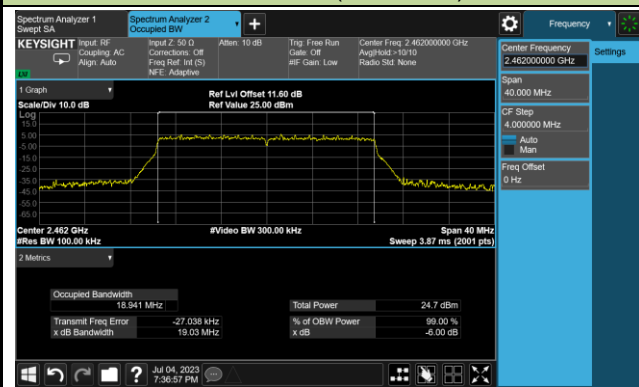 Spectrum Analyzer 1
Swept SA
Spectrum Analyzer 2
Occupied BW
+
Frequency
KEYSIGHT
Input: RF
Coupling: AC
Align: Auto
Input Z: 50 Ω
Corrections: Off
Freq Ref: Int (S)
NFE: Adaptive
Atten: 10 dB
Trig: Free Run
Gate: Off
#IF Gain: Low
Center Freq: 2.462000000 GHz
Avg|Hold:>10/10
Radio Std: None
Center Frequency
2.462000000 GHz
Settings
Span
40.000 MHz
CF Step
4.000000 MHz
Auto
Man
Freq Offset
0 Hz
1 Graph
Ref Lvl Offset 11.60 dB
Scale/Div 10.0 dB
Ref Value 25.00 dBm
Log
15.0
5.00
-5.00
-15.0
-25.0
-35.0
-45.0
-55.0
-65.0
Center 2.462 GHz
#Video BW 300.00 kHz
Span 40 MHz
#Res BW 100.00 kHz
Sweep 3.87 ms (2001 pts)
2 Metrics
Occupied Bandwidth
18.941 MHz
Total Power 24.7 dBm
Transmit Freq Error -27.038 kHz
% of OBW Power 99.00 %
x dB Bandwidth 19.03 MHz
x dB -6.00 dB
?
Jul 04, 2023
7:36:57 PM